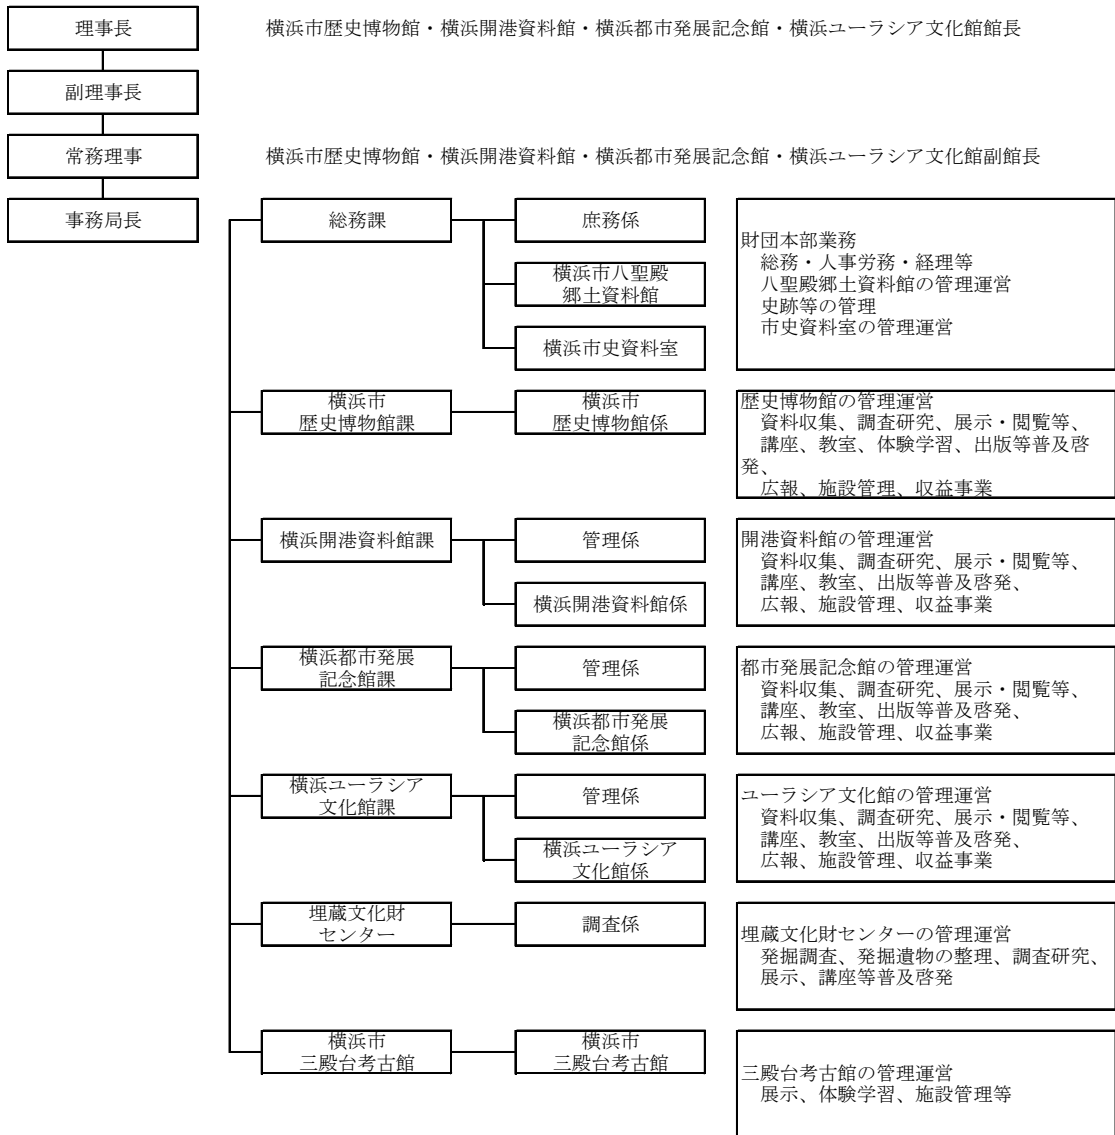 理事長
横浜市歴史博物館・横浜開港資料館・横浜都市発展記念館・横浜ユーラシア文化館館長
副理事長
常務理事
横浜市歴史博物館・横浜開港資料館・横浜都市発展記念館・横浜ユーラシア文化館副館長
事務局長
総務課
庶務係
横浜市八聖殿
郷土資料館
横浜市史資料室
財団本部業務
総務・人事労務・経理等
八聖殿郷土資料館の管理運営
史跡等の管理
市史資料室の管理運営
横浜市
歴史博物館課
横浜市
歴史博物館係
歴史博物館の管理運営
資料収集、調査研究、展示・閲覧等、
講座、教室、体験学習、出版等普及啓
発、
広報、施設管理、収益事業
横浜開港資料館課
管理係
横浜開港資料館係
開港資料館の管理運営
資料収集、調査研究、展示・閲覧等、
講座、教室、出版等普及啓発、
広報、施設管理、収益事業
横浜都市発展
記念館課
管理係
横浜都市発展
記念館係
都市発展記念館の管理運営
資料収集、調査研究、展示・閲覧等、
講座、教室、出版等普及啓発、
広報、施設管理、収益事業
横浜ユーラシア
文化館課
管理係
横浜ユーラシア
文化館係
ユーラシア文化館の管理運営
資料収集、調査研究、展示・閲覧等、
講座、教室、出版等普及啓発、
広報、施設管理、収益事業
埋蔵文化財
センター
調査係
埋蔵文化財センターの管理運営
発掘調査、発掘遺物の整理、調査研究、
展示、講座等普及啓発
横浜市
三殿台考古館
横浜市
三殿台考古館
三殿台考古館の管理運営
展示、体験学習、施設管理等